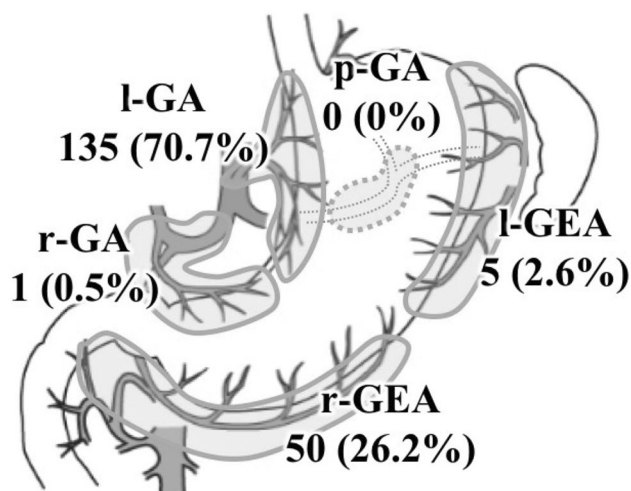 p-GA
0 (0%)
l-GA
135 (70.7%)
r-GA
1 (0.5%)
l-GEA
5 (2.6%)
r-GEA
50 (26.2%)